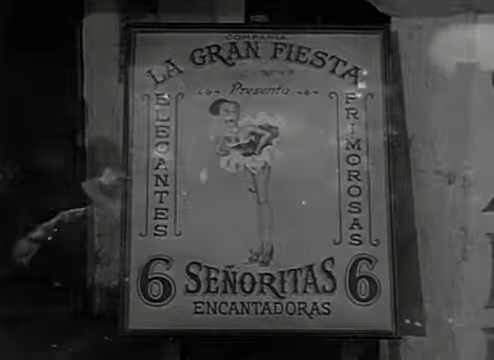 COMPAÑIA
LA GRAN FIESTA
Presenta
ELEGANTES
PRIMOROSAS
6 SEÑORITAS 6
ENCANTADORAS